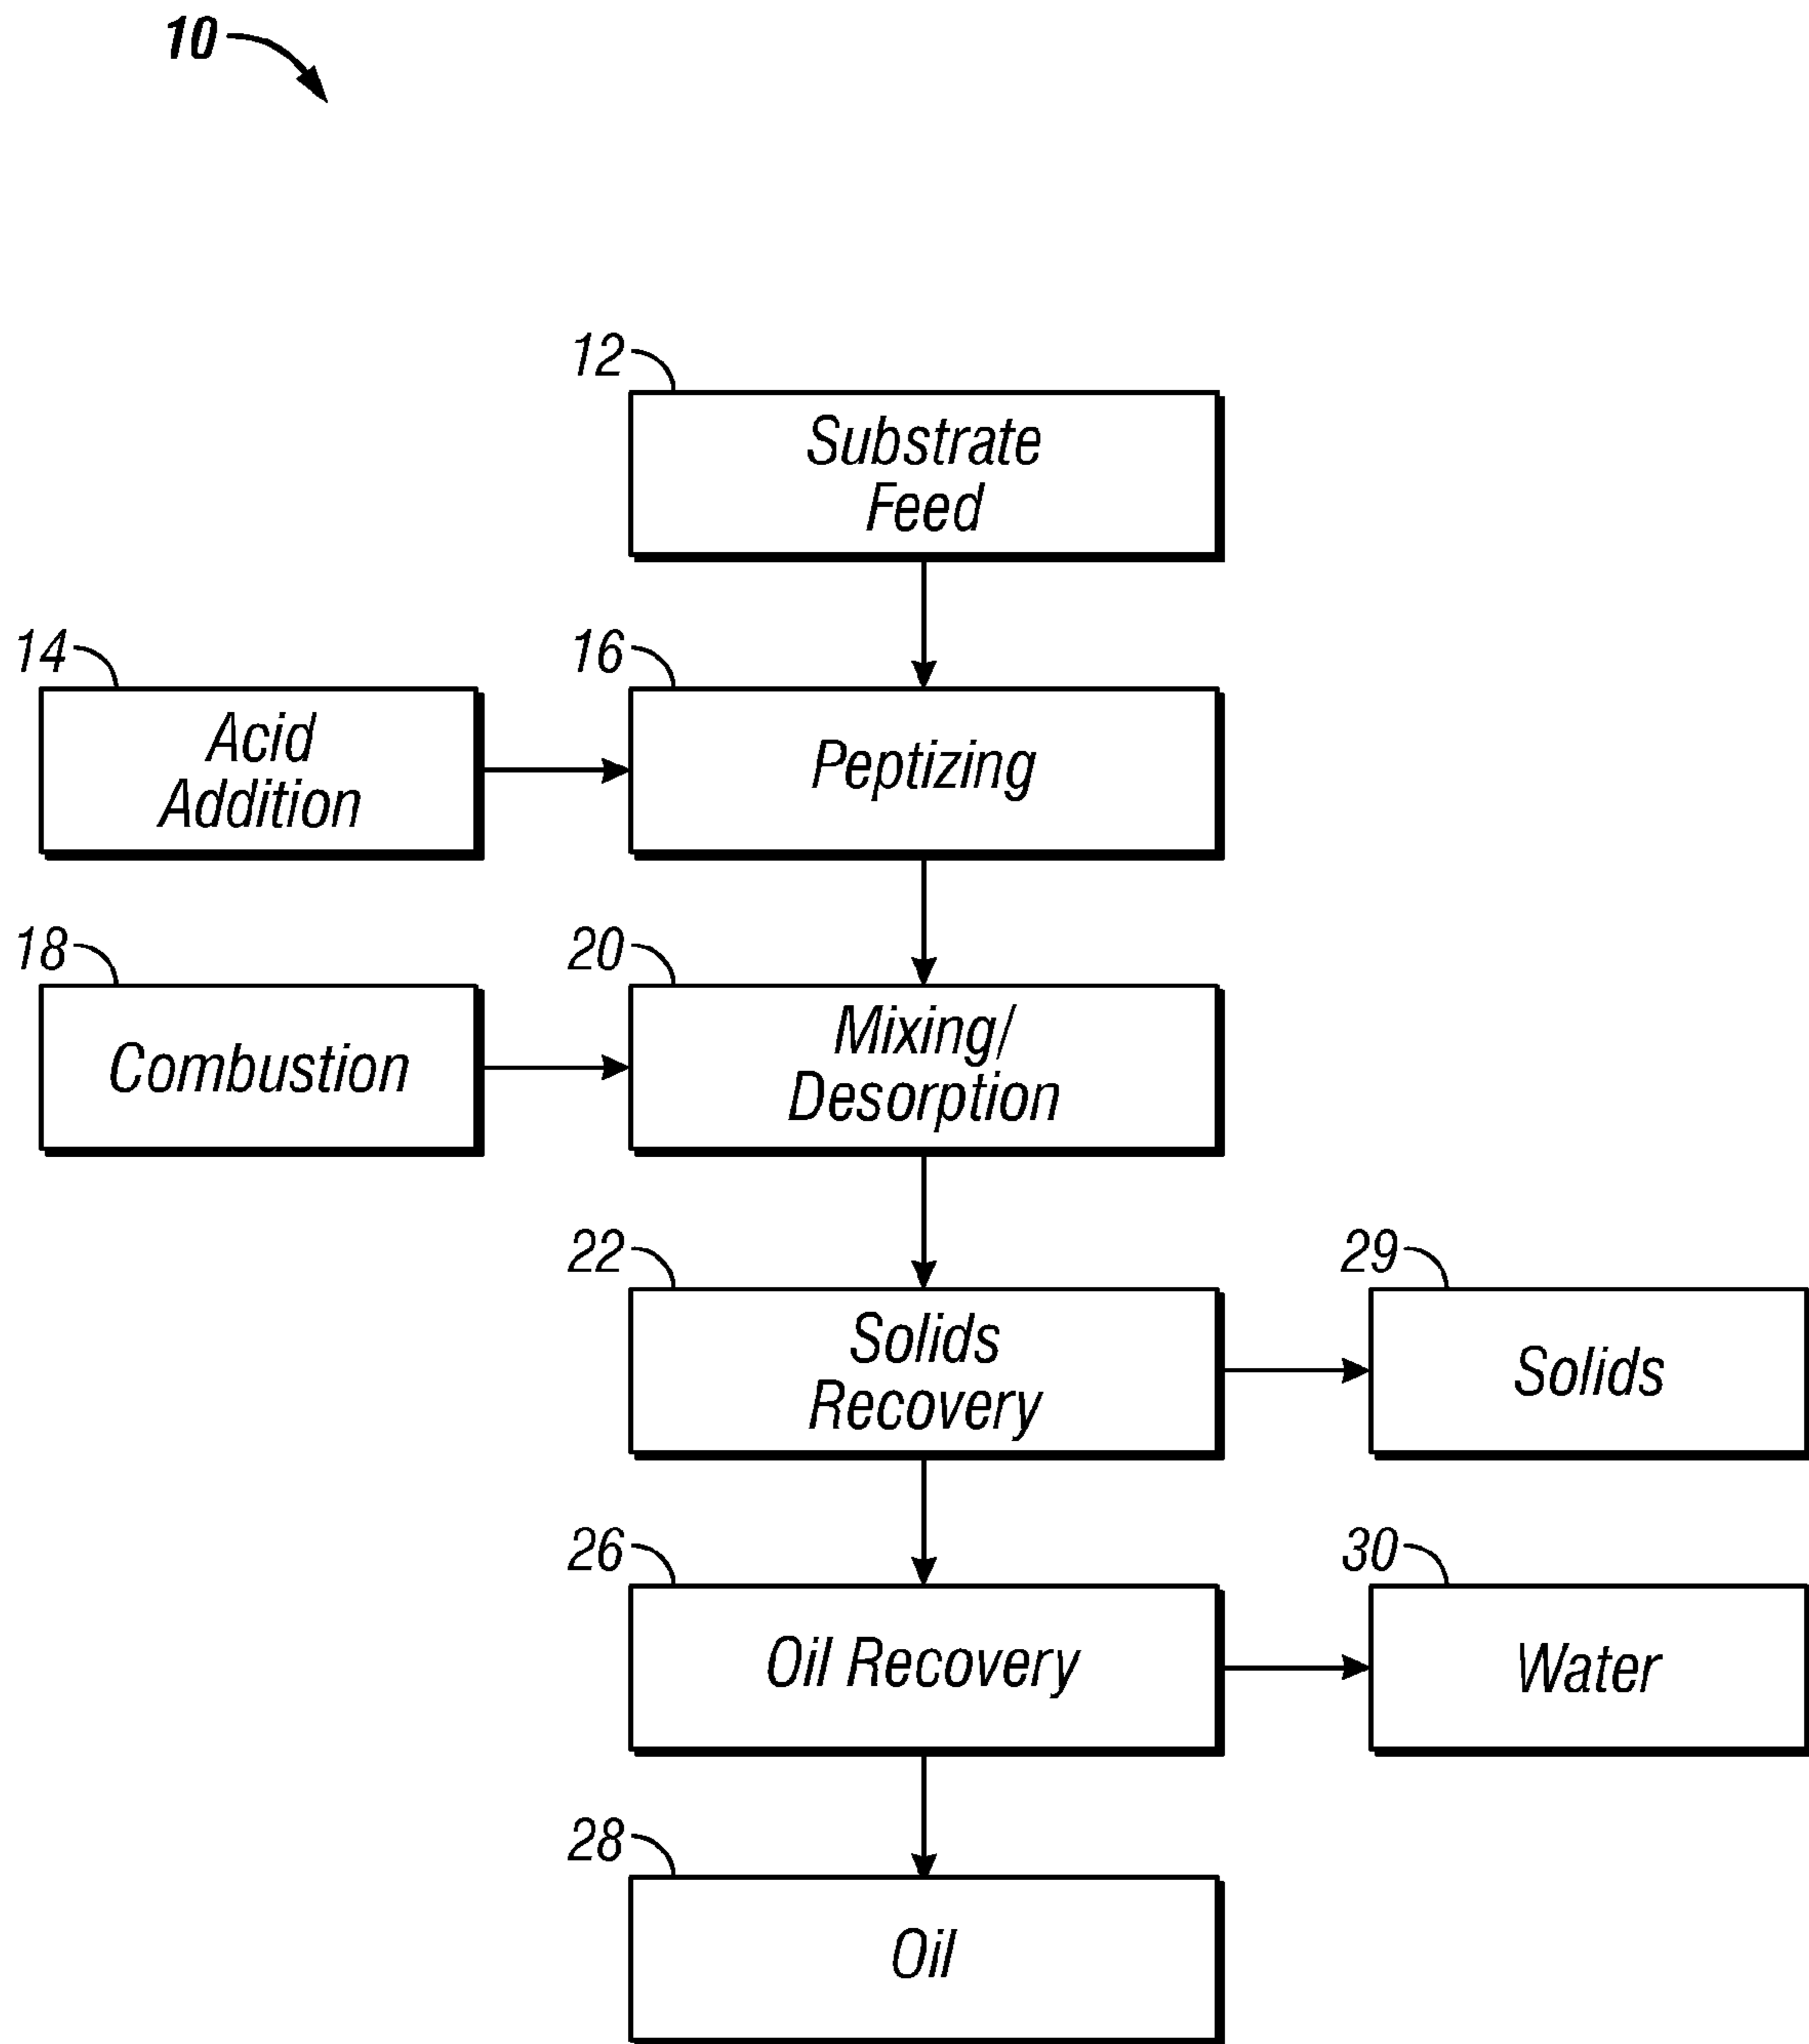 10
12
Substrate
Feed
14
Acid
Addition
16
Peptizing
18
Combustion
20
Mixing/
Desorption
22
Solids
Recovery
29
Solids
26
Oil Recovery
30
Water
28
Oil